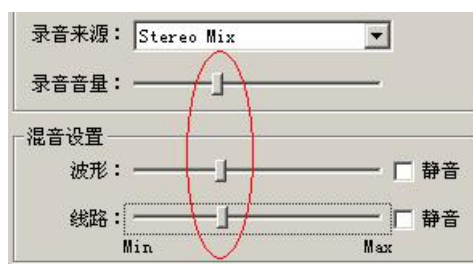 录音来源： Stereo Mix
录音音量：
混音设置
波形： 静音
线路： 静音
Min Max